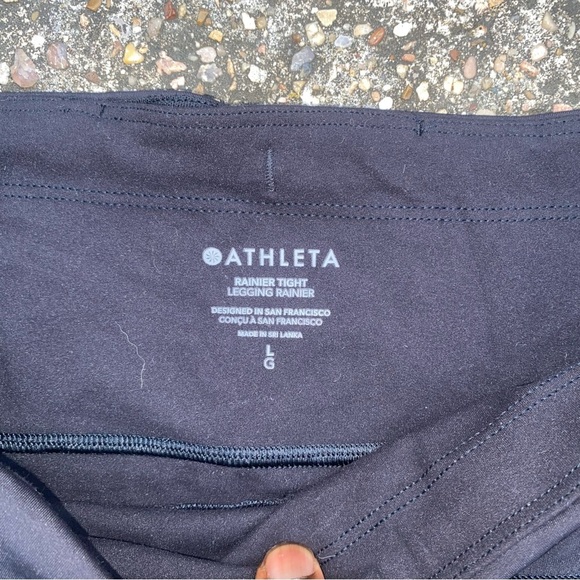 ATHLETA
RAINIER TIGHT
LEGGING RAINIER
DESIGNED IN SAN FRANCISCO
CONÇU À SAN FRANCISCO
MADE IN SRI LANKA
L
G